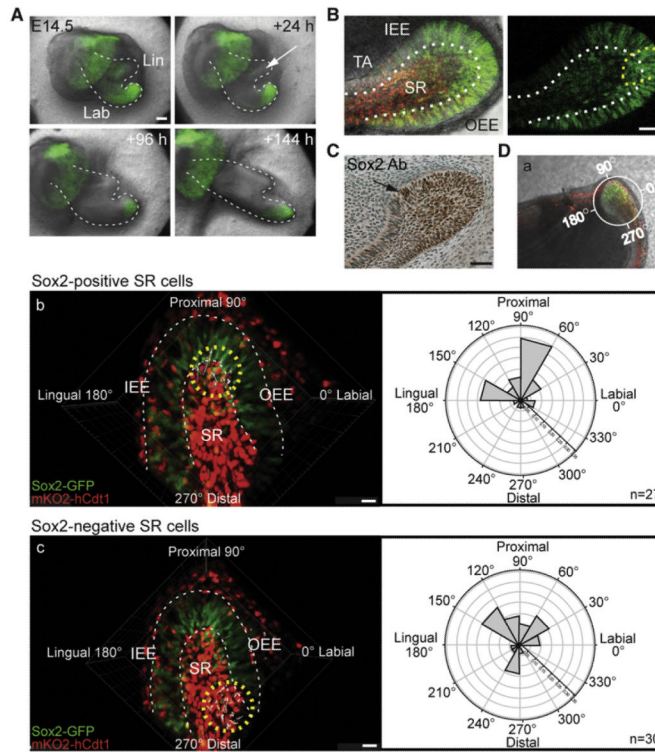 A
E14.5
+24 h
Lin
Lab
+96 h
+144 h
B
IEE
TA
SR
OEE
C
Sox2 Ab
D
a
90°
0
180°
270
Sox2-positive SR cells
b
Proximal 90°
Lingual 180°
IEE
OEE
0° Labial
SR
Sox2-GFP
mKO2-hCdt1
270° Distal
Proximal
90°
120°
60°
150°
30°
Lingual
180°
Labial
0°
210°
330°
240°
300°
270°
Distal
n=27
Sox2-negative SR cells
c
Proximal 90°
Lingual 180°
IEE
OEE
0° Labial
SR
Sox2-GFP
mKO2-hCdt1
270° Distal
Proximal
90°
120°
60°
150°
30°
Lingual
180°
Labial
0°
210°
330°
240°
300°
270°
Distal
n=30